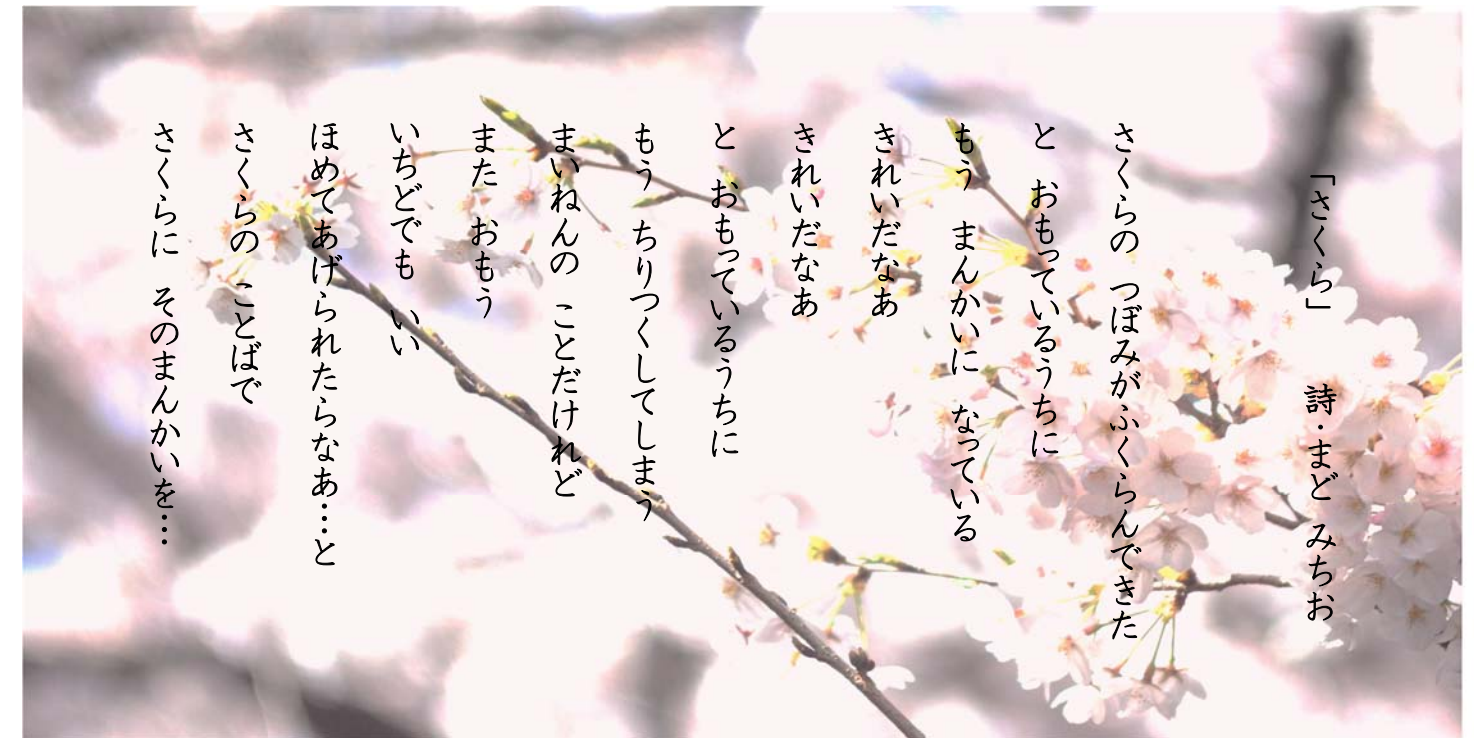 「さくら」　詩・まど みちお
さくらの つぼみがふくらんできた
と おもっているうちに
もう まんかいに なっている
きれいだなあ
きれいだなあ
と おもっているうちに
もう ちりつくしてしまう
まいねんの ことだけれど
また おもう
いちどでも いい
ほめてあげられたらなあ…と
さくらの ことばで
さくらに そのまんかいを…